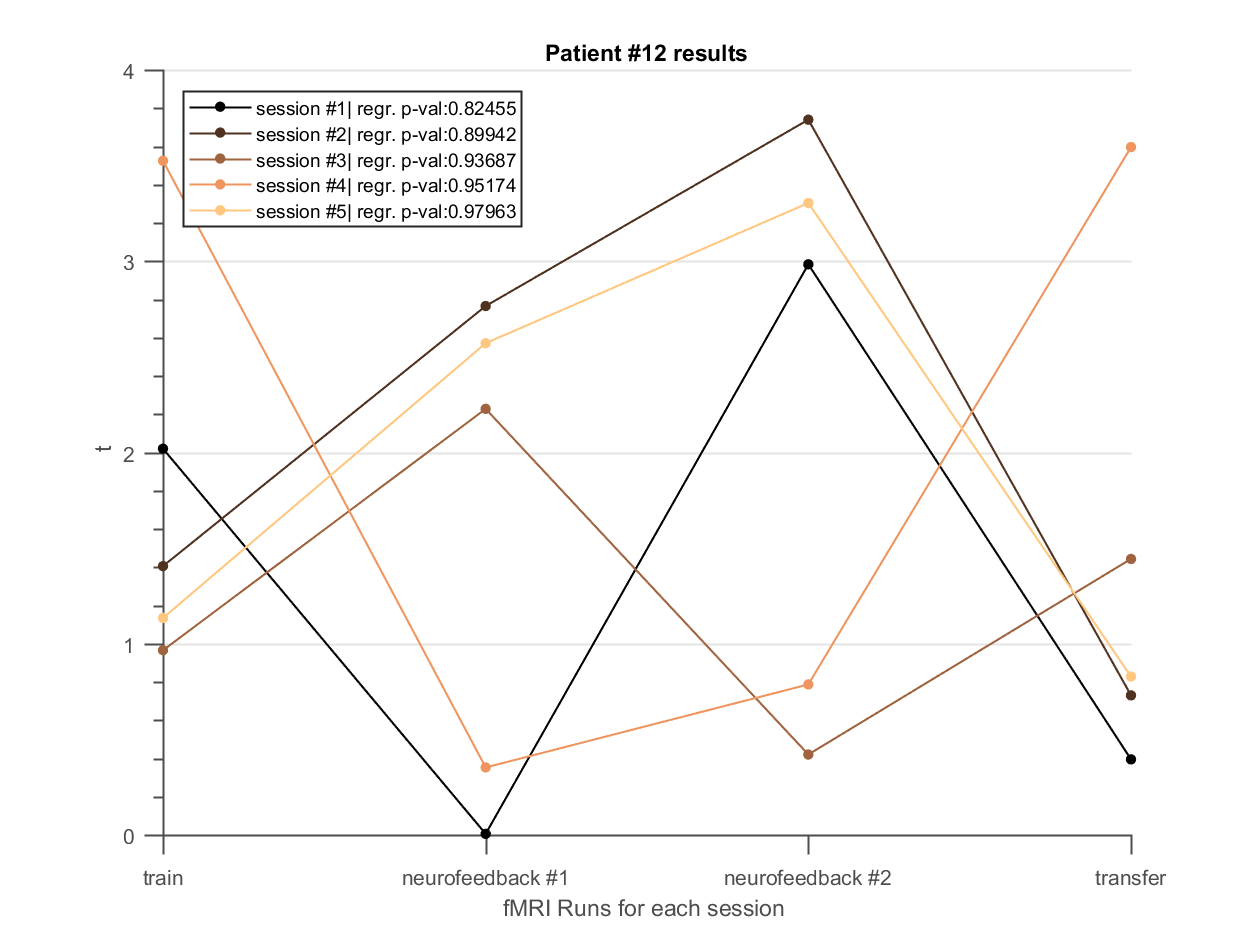 Patient #12 results
4
session #1| regr. p-val:0.82455
session #2| regr. p-val:0.89942
session #3| regr. p-val:0.93687
session #4| regr. p-val:0.95174
session #5| regr. p-val:0.97963
3
2
t
1
0
train neurofeedback #1 neurofeedback #2 transfer
fMRI Runs for each session